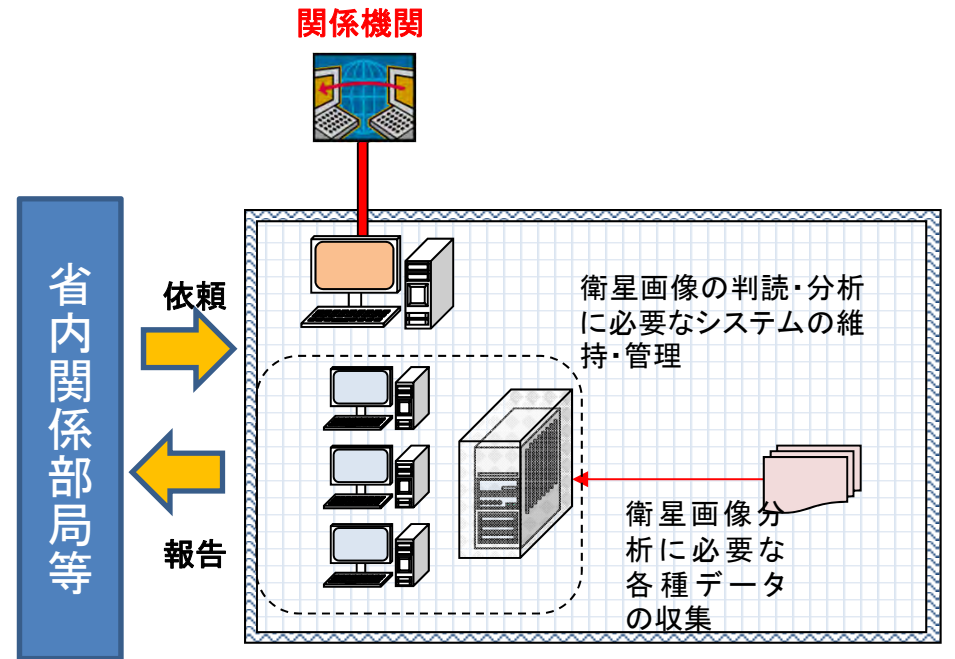 関係機関
省内関係部局等
依頼
報告
衛星画像の判読・分析
に必要なシステムの維
持・管理
衛星画像分
析に必要な
各種データ
の収集